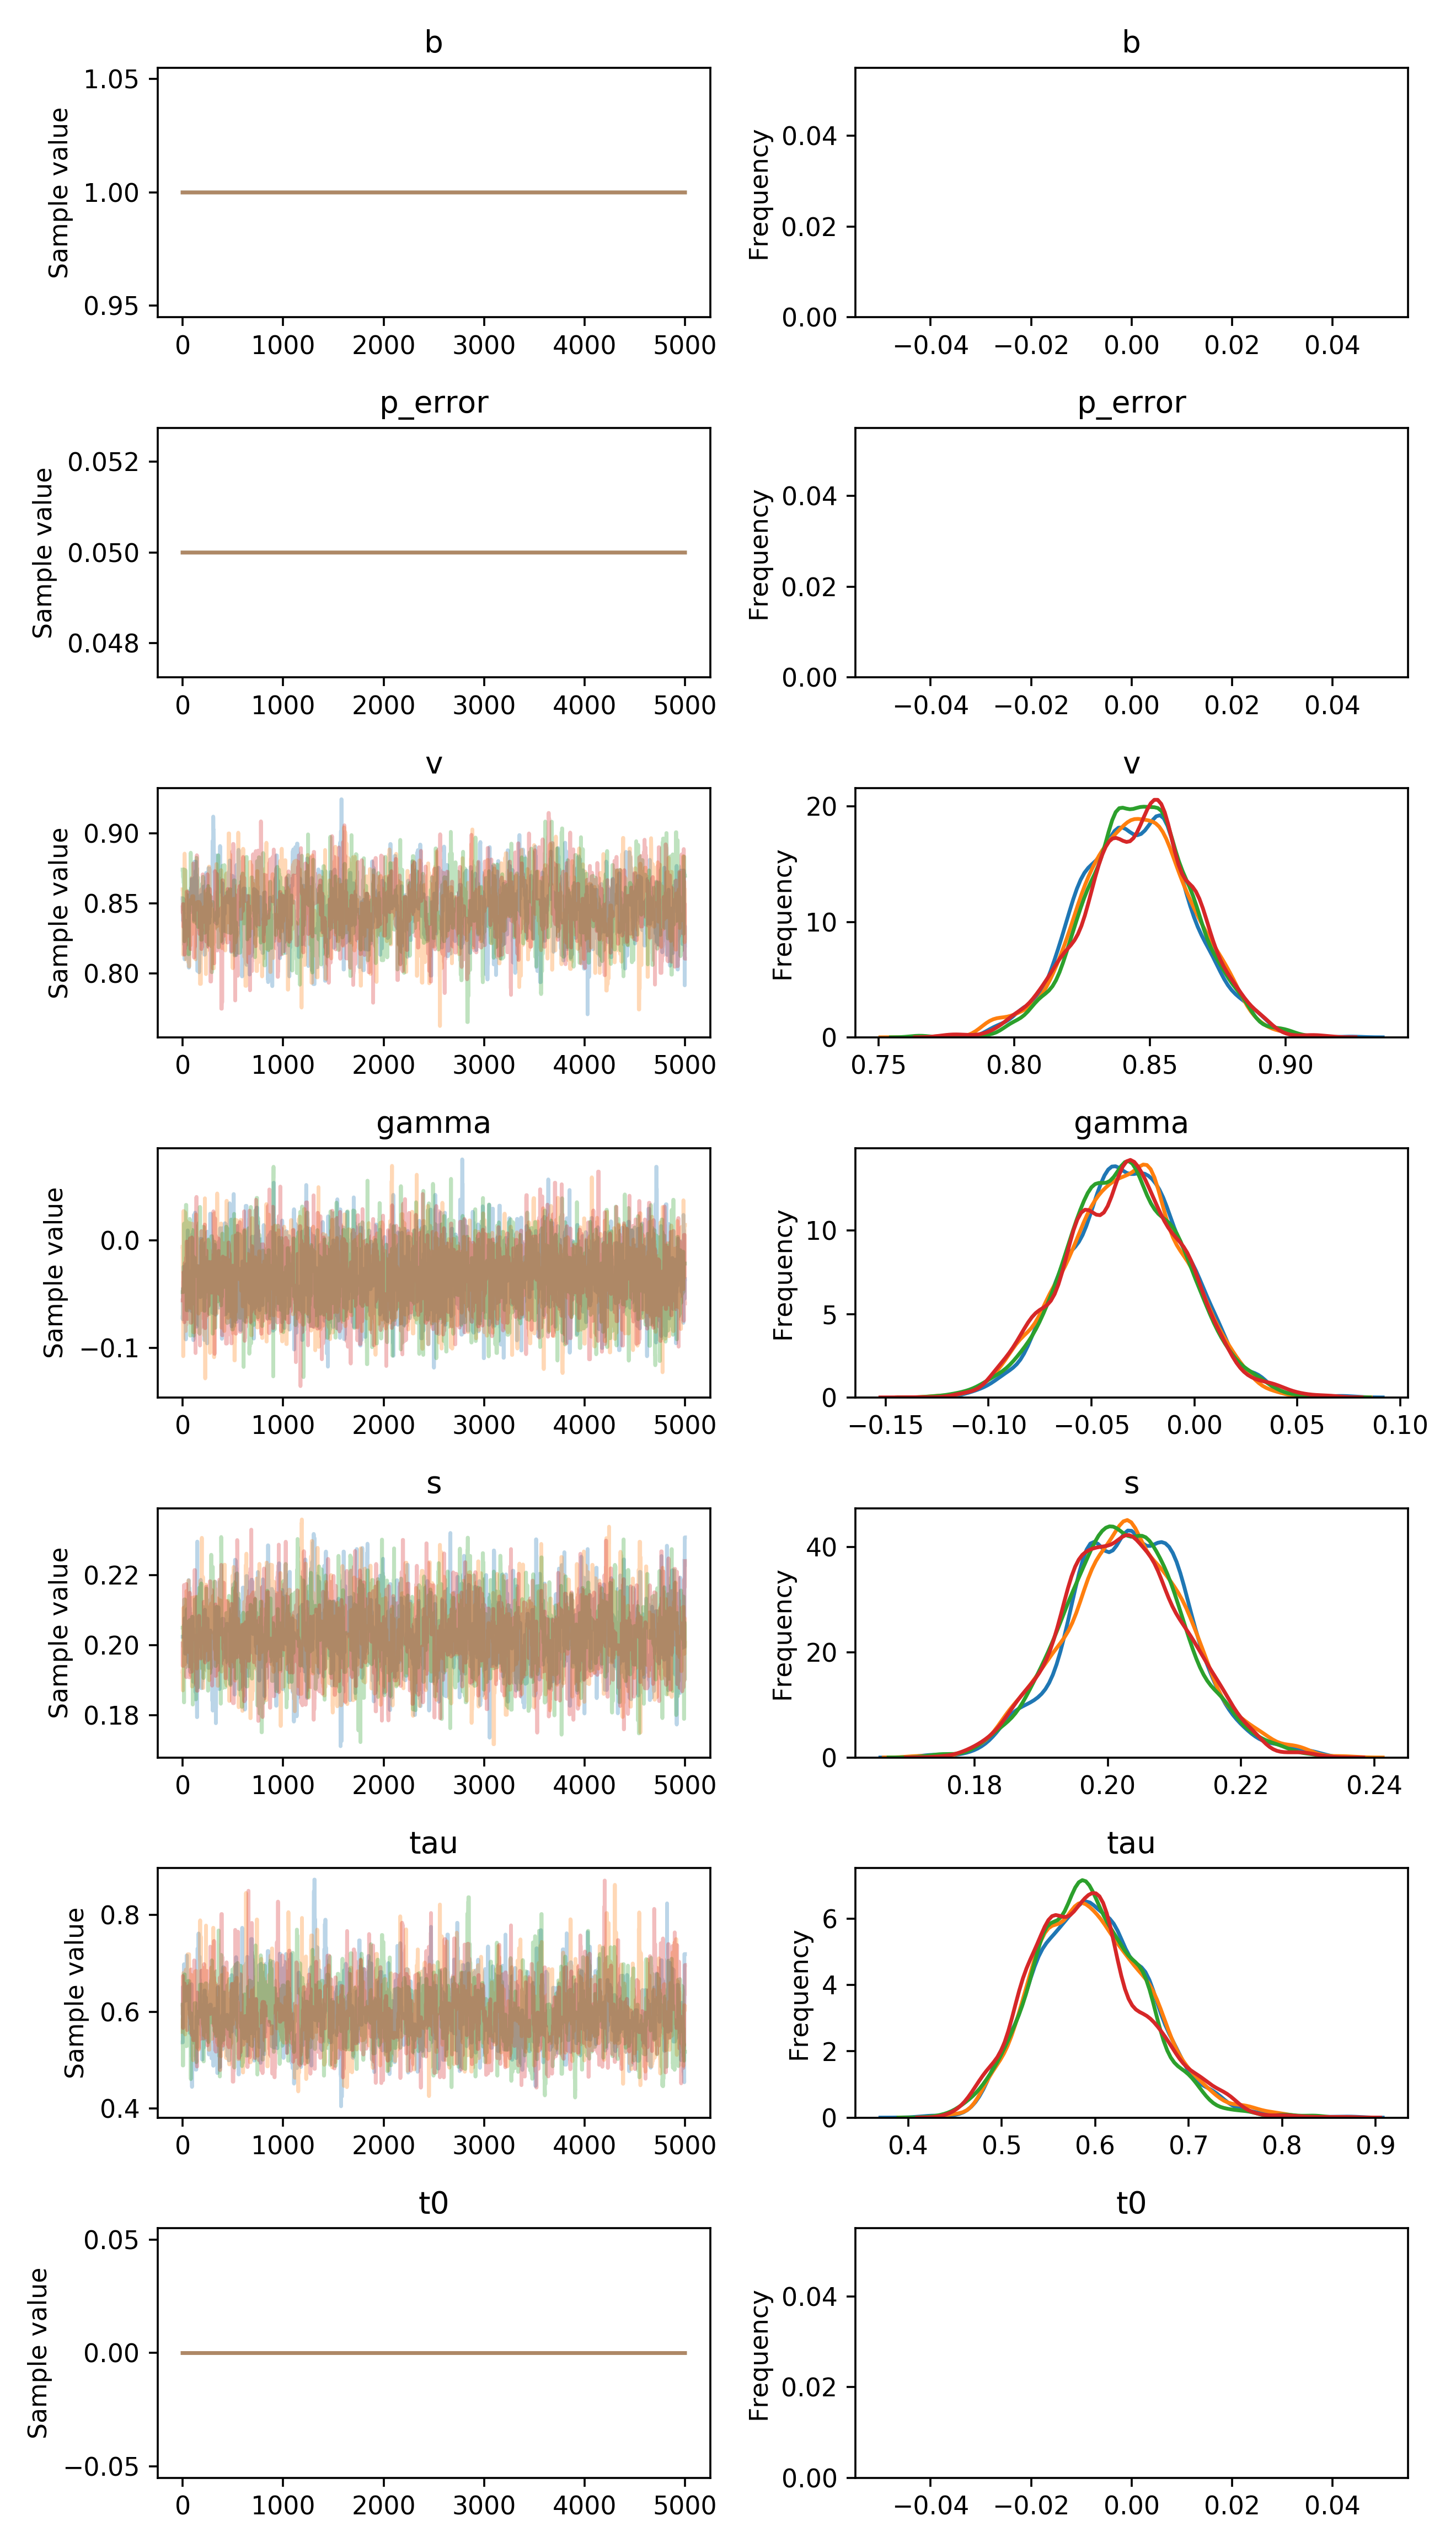 b
b
1.05
1.00
0.95
Sample value
0 1000 2000 3000 4000 5000
0.04
0.02
0.00
Frequency
−0.04 −0.02 0.00 0.02 0.04
p_error
p_error
0.052
0.050
0.048
Sample value
0 1000 2000 3000 4000 5000
0.04
0.02
0.00
Frequency
−0.04 −0.02 0.00 0.02 0.04
v
v
0.90
0.85
0.80
Sample value
0 1000 2000 3000 4000 5000
20
10
0
Frequency
0.75 0.80 0.85 0.90
gamma
gamma
0.0
−0.1
Sample value
0 1000 2000 3000 4000 5000
10
5
0
Frequency
−0.15 −0.10 −0.05 0.00 0.05 0.10
s
s
0.22
0.20
0.18
Sample value
0 1000 2000 3000 4000 5000
40
20
0
Frequency
0.18 0.20 0.22 0.24
tau
tau
0.8
0.6
0.4
Sample value
0 1000 2000 3000 4000 5000
6
4
2
0
Frequency
0.4 0.5 0.6 0.7 0.8 0.9
t0
t0
0.05
0.00
−0.05
Sample value
0 1000 2000 3000 4000 5000
0.04
0.02
0.00
Frequency
−0.04 −0.02 0.00 0.02 0.04